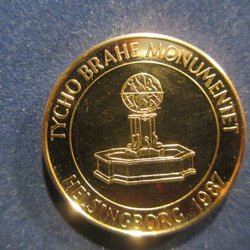 TYCHO BRAHE MONUMENTET
HELSINGBORG 1987